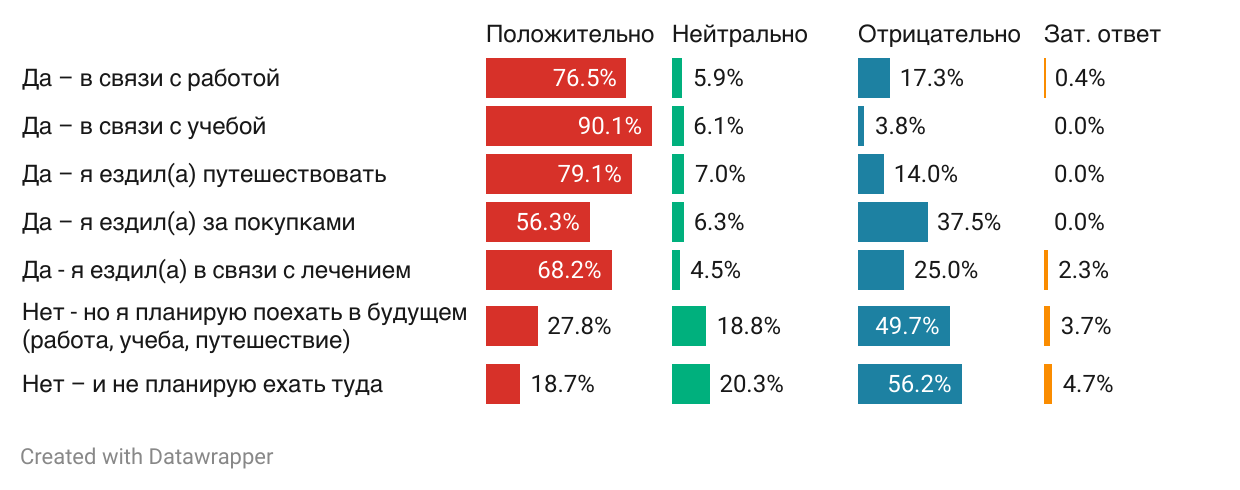 Положительно Нейтрально Отрицательно Зат. ответ
Да – в связи с работой 76.5% 5.9% 17.3% 0.4%
Да – в связи с учебой 90.1% 6.1% 3.8% 0.0%
Да – я ездил(а) путешествовать 79.1% 7.0% 14.0% 0.0%
Да – я ездил(а) за покупками 56.3% 6.3% 37.5% 0.0%
Да - я ездил(а) в связи с лечением 68.2% 4.5% 25.0% 2.3%
Нет - но я планирую поехать в будущем
(работа, учеба, путешествие) 27.8% 18.8% 49.7% 3.7%
Нет – и не планирую ехать туда 18.7% 20.3% 56.2% 4.7%
Created with Datawrapper